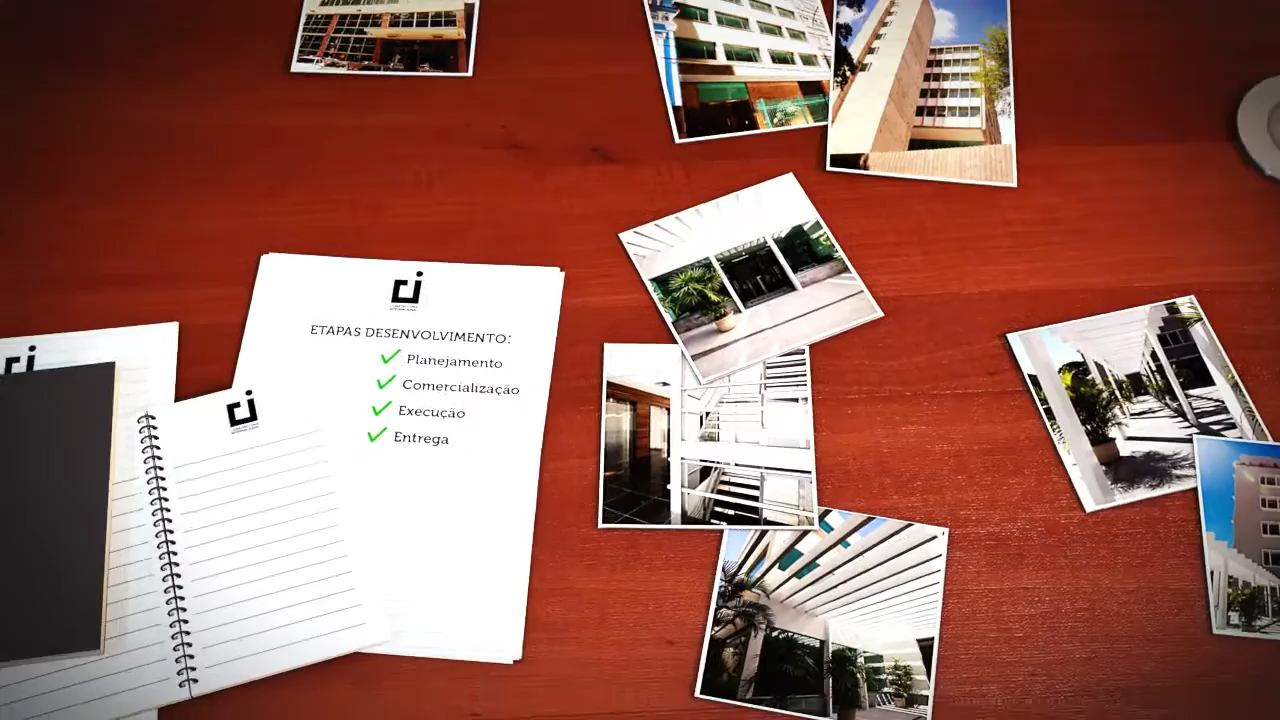 ETAPAS DESENVOLVIMENTO:
Planejamento
Comercialização
Execução
Entrega